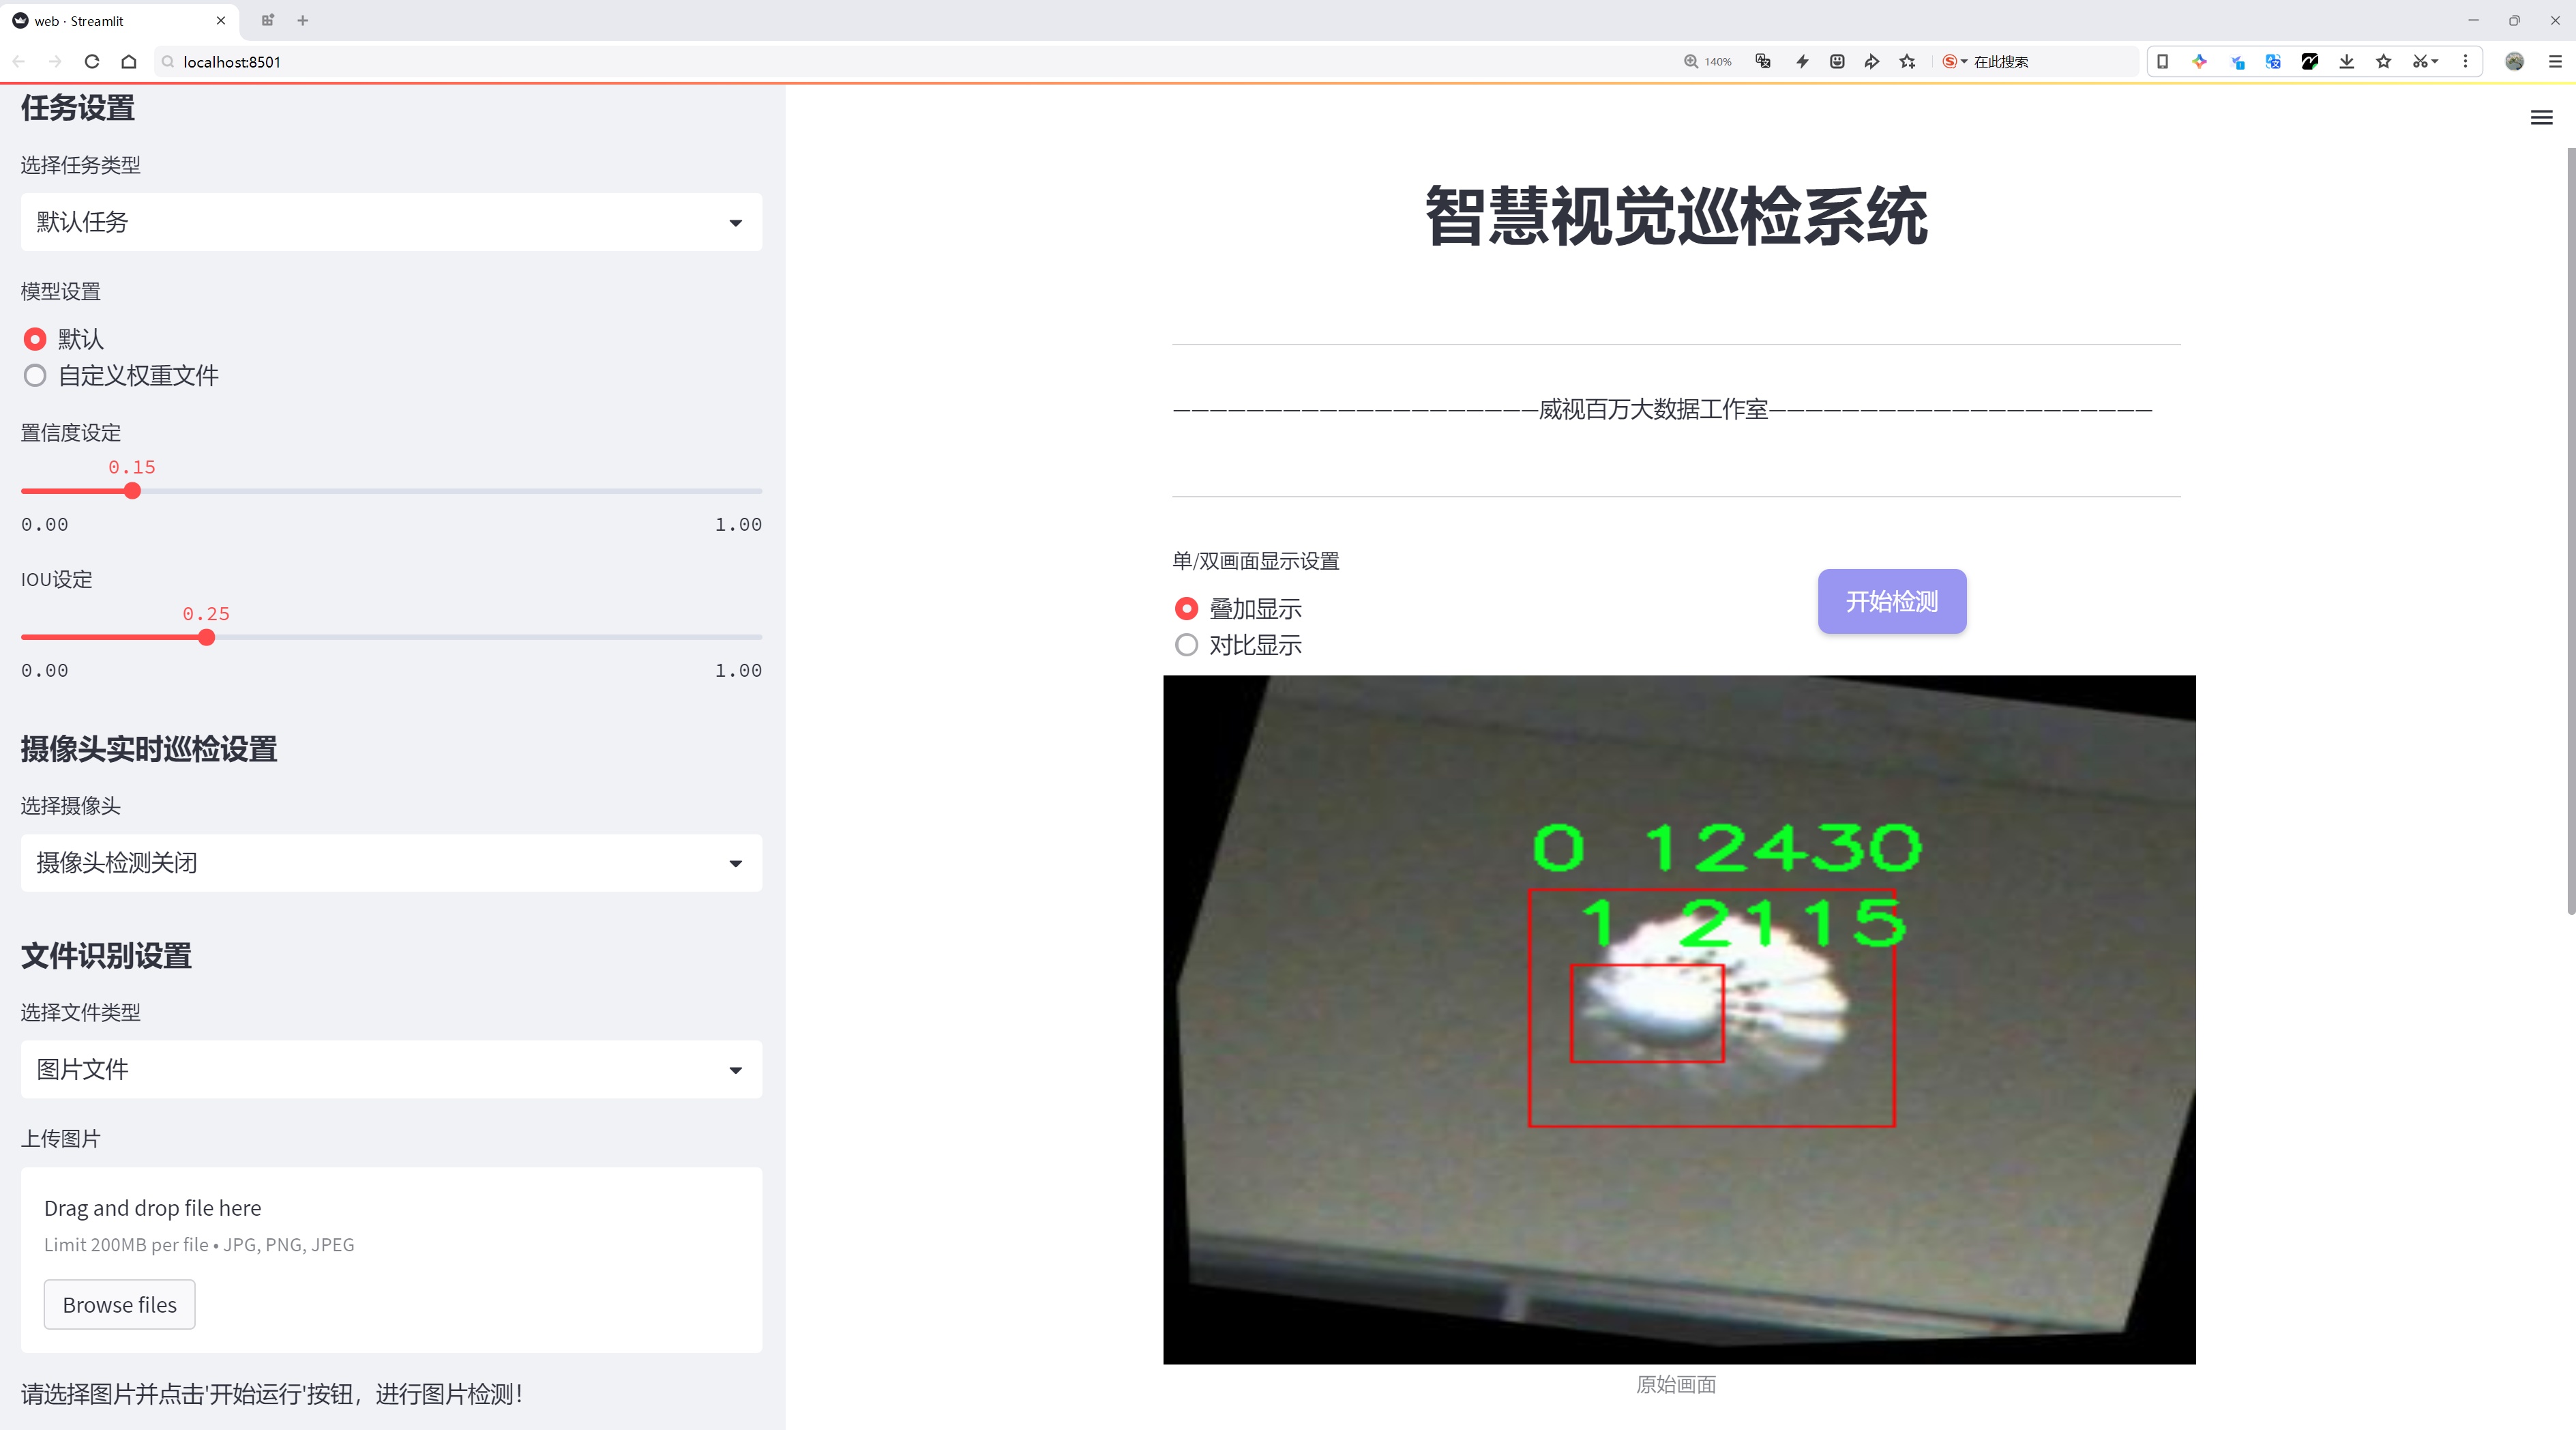 web · Streamlit
localhost:8501
140%
在此搜索
任务设置
选择任务类型
默认任务
模型设置
默认
自定义权重文件
置信度设定
0.15
0.00
1.00
IOU设定
0.25
0.00
1.00
摄像头实时巡检设置
选择摄像头
摄像头检测关闭
文件识别设置
选择文件类型
图片文件
上传图片
Drag and drop file here
Limit 200MB per file • JPG, PNG, JPEG
Browse files
请选择图片并点击'开始运行'按钮，进行图片检测！
智慧视觉巡检系统
————————————————————威视百万大数据工作室—————————————————————
单/双画面显示设置
叠加显示
对比显示
开始检测
0 12430
1 2115
原始画面